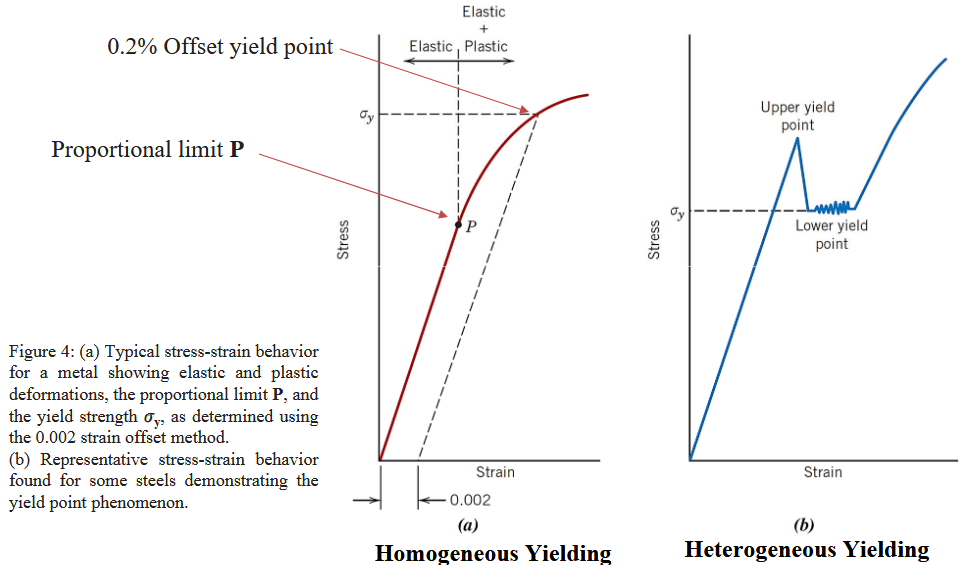 0.2% Offset yield point
Proportional limit P
Figure 4: (a) Typical stress-strain behavior
for a metal showing elastic and plastic
deformations, the proportional limit P, and
the yield strength σy, as determined using
the 0.002 strain offset method.
(b) Representative stress-strain behavior
found for some steels demonstrating the
yield point phenomenon.
Elastic
+
Elastic Plastic
σy
P
Stress
Strain
0.002
(a)
Homogeneous Yielding
Upper yield
point
σy
Lower yield
point
Stress
Strain
(b)
Heterogeneous Yielding